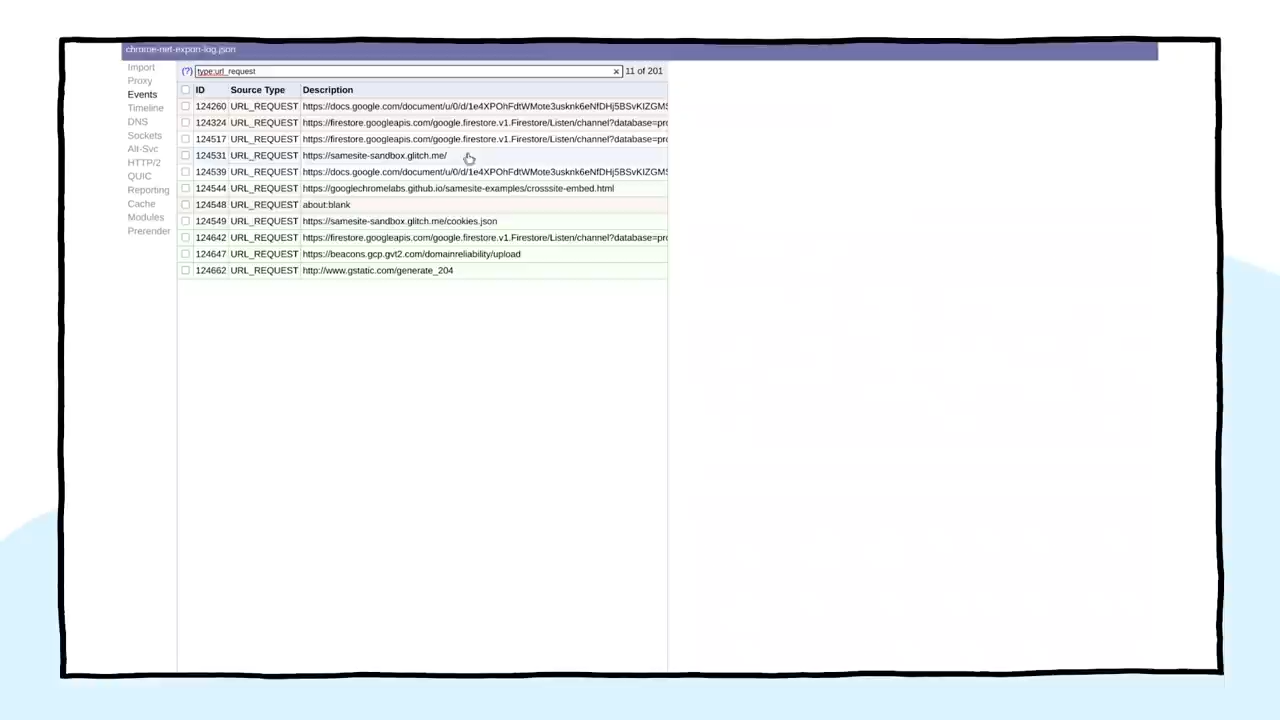 chrome-net-export-log.json
Import
Proxy
Events
Timeline
DNS
Sockets
Alt-Svc
HTTP/2
QUIC
Reporting
Cache
Modules
Prerender
(?) type:url_request × 11 of 201
ID Source Type Description
124260 URL_REQUEST https://docs.google.com/document/u/0/d/1e4XPOhFdtWMote3usknk6eNfDHj5BSvKIZGMS
124324 URL_REQUEST https://firestore.googleapis.com/google.firestore.v1.Firestore/Listen/channel?database=pro
124517 URL_REQUEST https://firestore.googleapis.com/google.firestore.v1.Firestore/Listen/channel?database=pro
124531 URL_REQUEST https://samesite-sandbox.glitch.me/
124539 URL_REQUEST https://docs.google.com/document/u/0/d/1e4XPOhFdtWMote3usknk6eNfDHj5BSvKIZGMS
124544 URL_REQUEST https://googlechromelabs.github.io/samesite-examples/crosssite-embed.html
124548 URL_REQUEST about:blank
124549 URL_REQUEST https://samesite-sandbox.glitch.me/cookies.json
124642 URL_REQUEST https://firestore.googleapis.com/google.firestore.v1.Firestore/Listen/channel?database=pro
124647 URL_REQUEST https://beacons.gcp.gvt2.com/domainreliability/upload
124662 URL_REQUEST http://www.gstatic.com/generate_204